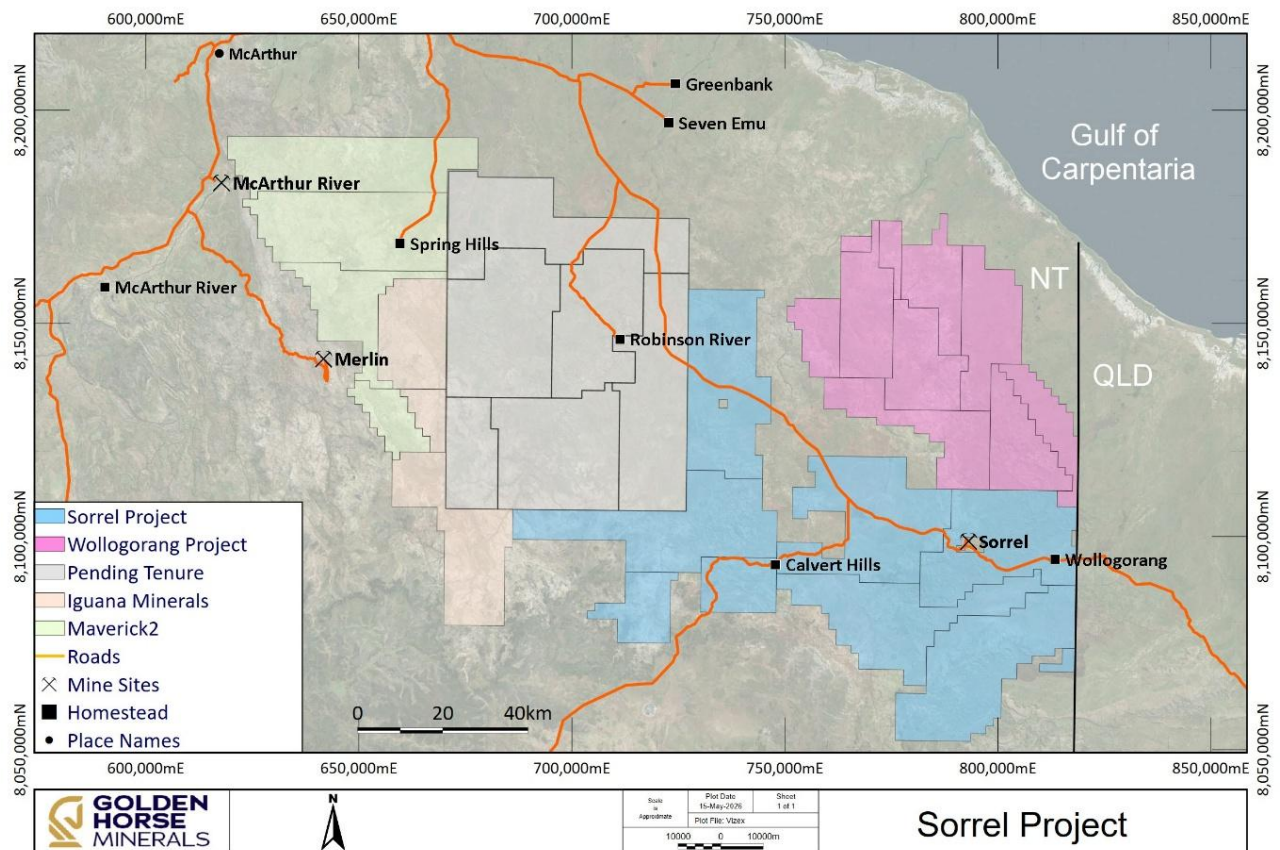 600,000mE
650,000mE
700,000mE
750,000mE
800,000mE
850,000mE
8,200,000mN
8,200,000mN
McArthur
Greenbank
Seven Emu
Gulf of
Carpentaria
McArthur River
Spring Hills
McArthur River
NT
8,150,000mN
8,150,000mN
Robinson River
Merlin
QLD
8,100,000mN
8,100,000mN
Sorrel
Wollogorang
Calvert Hills
Sorrel Project
Wollogorang Project
Pending Tenure
Iguana Minerals
Maverick2
Roads
Mine Sites
Homestead
Place Names
0 20 40km
8,050,000mN
8,050,000mN
600,000mE
650,000mE
700,000mE
750,000mE
800,000mE
850,000mE
GOLDEN
HORSE
MINERALS
N
Scale
is
Approximate
Plot Date
15-May-2026
Sheet
1 of 1
Plot File: Vizex
10000 0 10000m
Sorrel Project